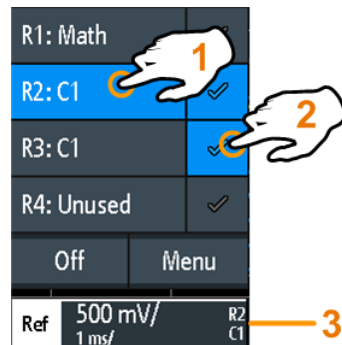 R1: Math
1
R2: C1
2
R3: C1
R4: Unused
Off Menu
Ref 500 mV/ R2
1 ms/ C1
3